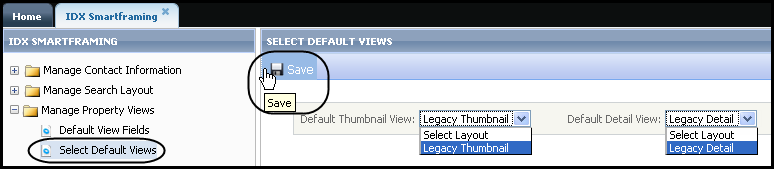 Home
IDX Smartframing
IDX SMARTFRAMING
SELECT DEFAULT VIEWS
Manage Contact Information
Save
Manage Search Layout
Save
Manage Property Views
Default Thumbnail View: Legacy Thumbnail Default Detail View: Legacy Detail
Default View Fields
Select Layout Select Layout
Select Default Views
Legacy Thumbnail Legacy Detail